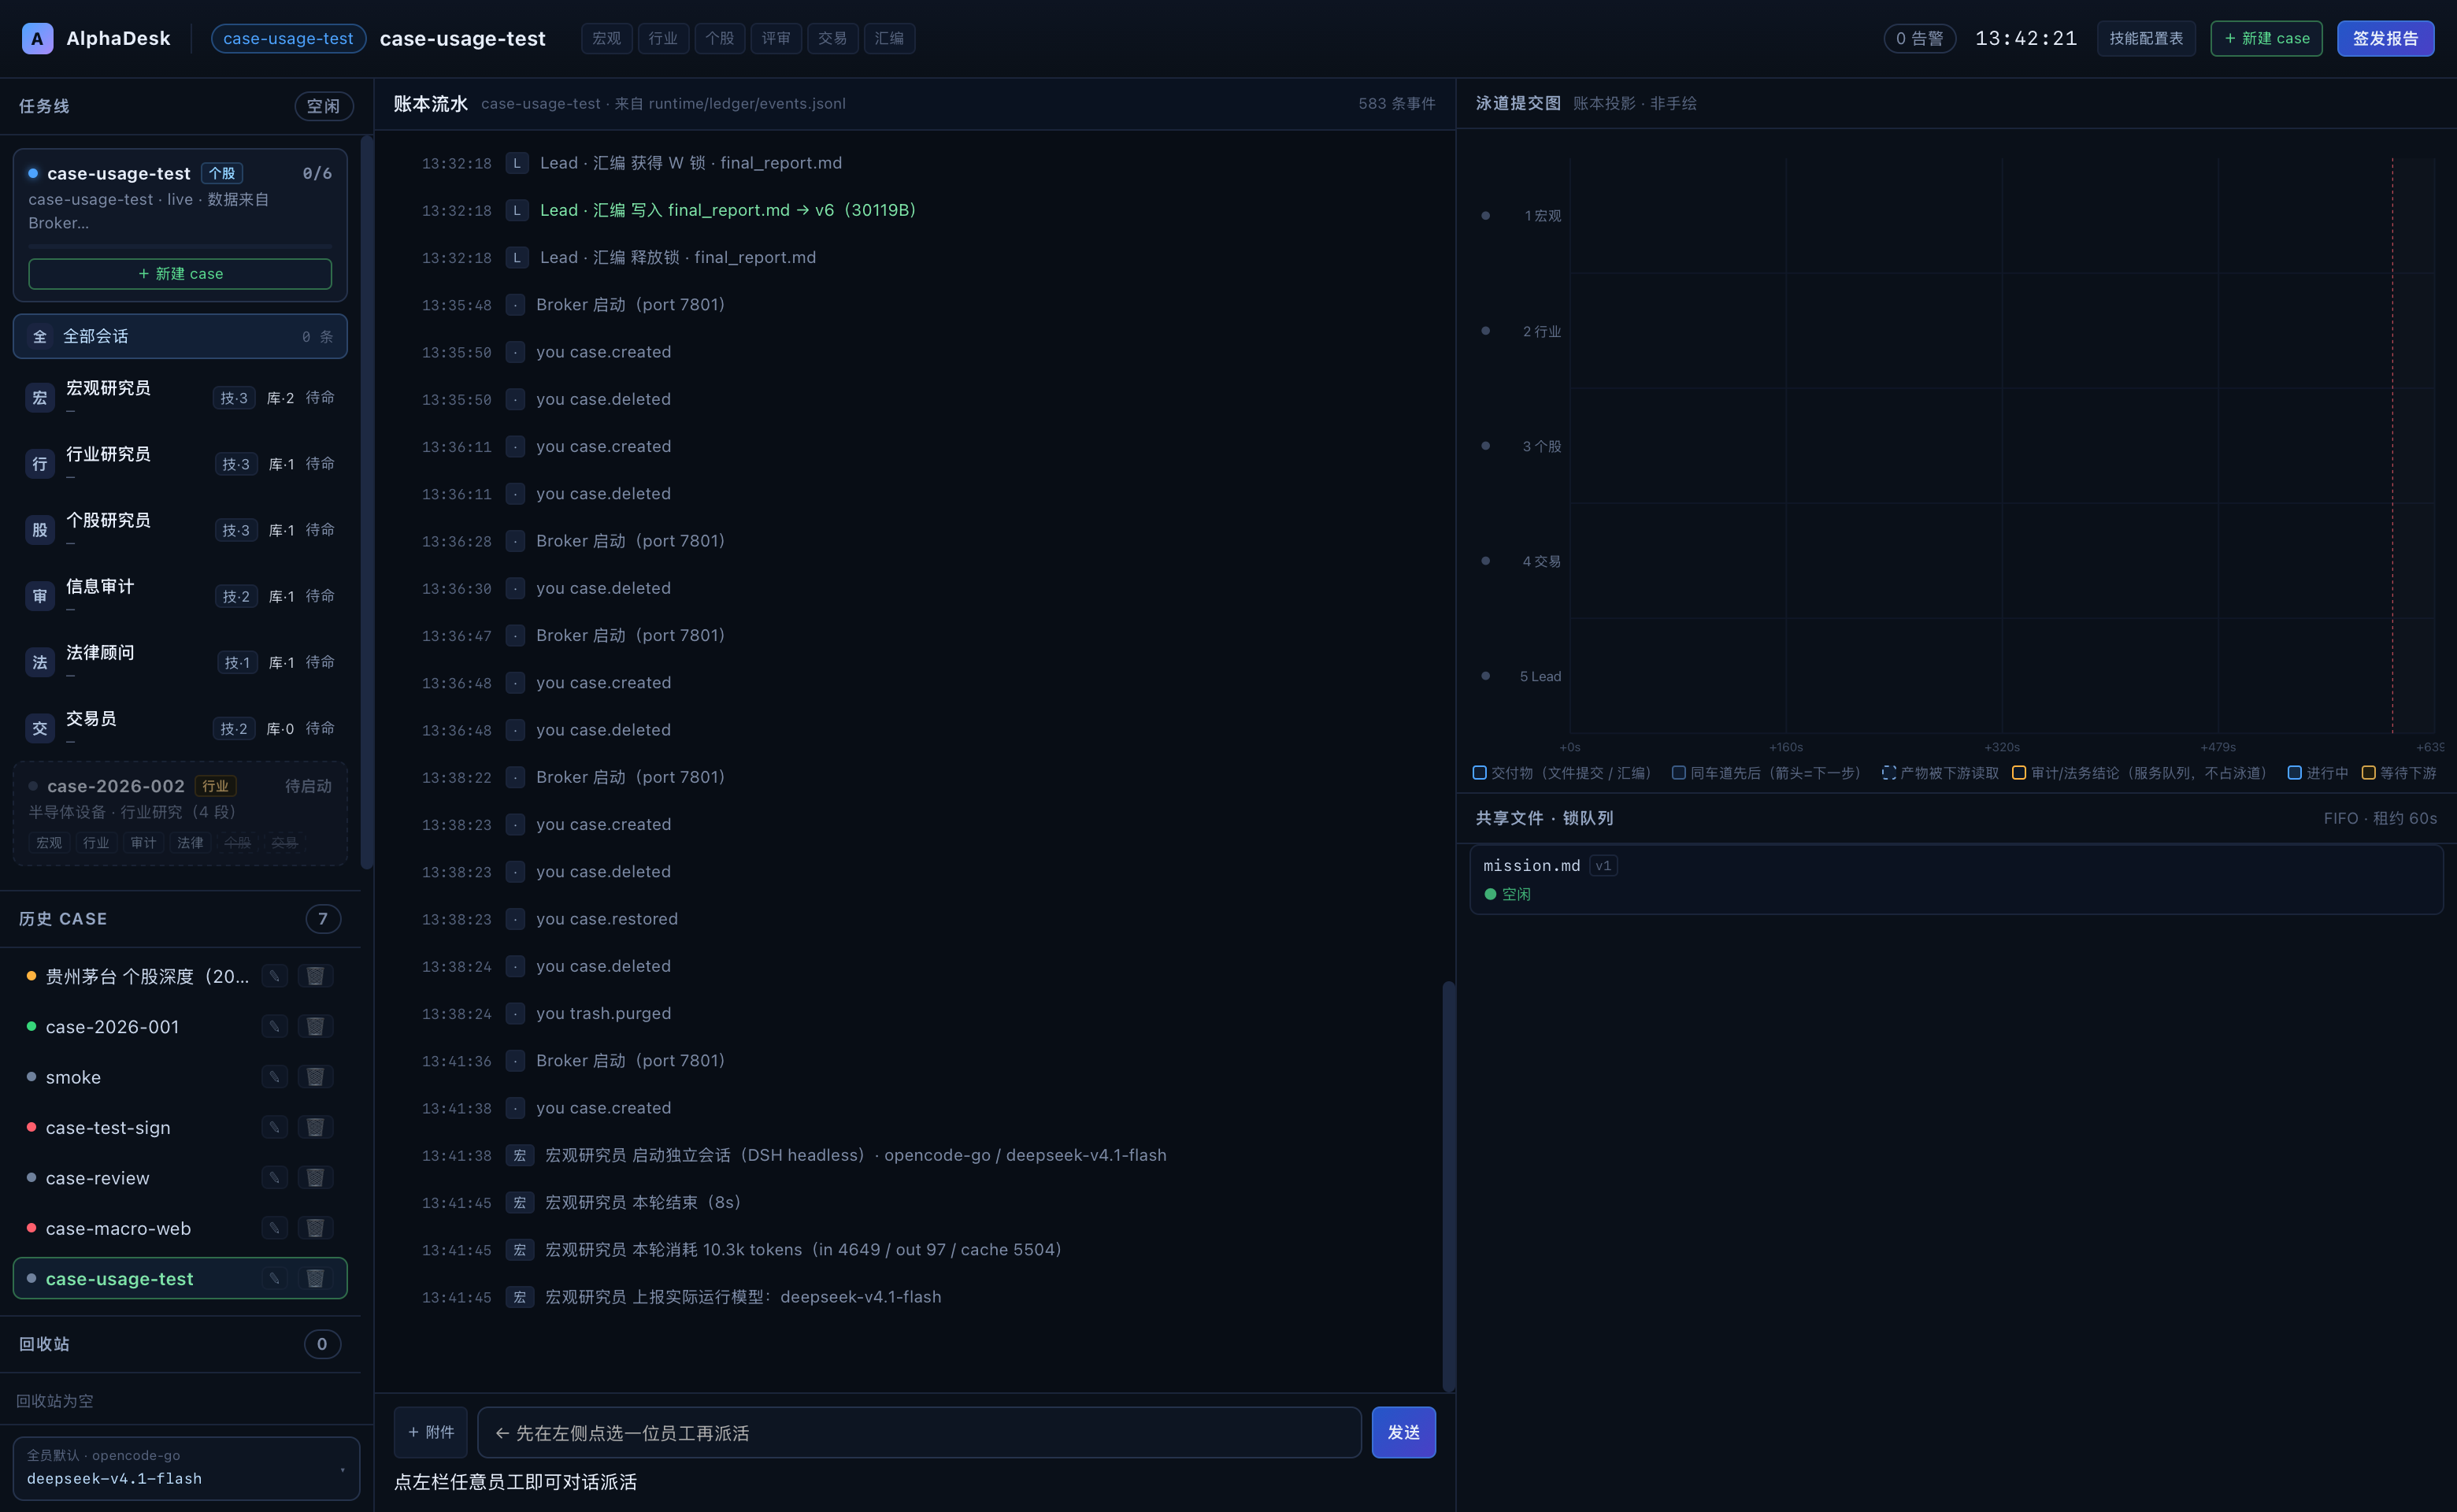 A AlphaDesk case-usage-test case-usage-test 宏观 行业 个股 评审 交易 汇编 0 告警 13:42:21 技能配置表 + 新建 case 签发报告
任务线 空闲
case-usage-test 个股 0/6
case-usage-test · live · 数据来自
Broker…
+ 新建 case
全 全部会话 0 条
宏 宏观研究员 技·3 库·2 待命
—
行 行业研究员 技·3 库·1 待命
—
股 个股研究员 技·3 库·1 待命
—
审 信息审计 技·2 库·1 待命
—
法 法律顾问 技·1 库·1 待命
—
交 交易员 技·2 库·0 待命
—
case-2026-002 行业 待启动
半导体设备 · 行业研究（4 段）
宏观 行业 审计 法律 个股 交易
历史 CASE 7
贵州茅台 个股深度（20…
case-2026-001
smoke
case-test-sign
case-review
case-macro-web
case-usage-test
回收站 0
回收站为空
全员默认 · opencode-go
deepseek-v4.1-flash
账本流水 case-usage-test · 来自 runtime/ledger/events.jsonl 583 条事件
13:32:18 L Lead · 汇编 获得 W 锁 · final_report.md
13:32:18 L Lead · 汇编 写入 final_report.md → v6（30119B）
13:32:18 L Lead · 汇编 释放锁 · final_report.md
13:35:48 · Broker 启动（port 7801）
13:35:50 · you case.created
13:35:50 · you case.deleted
13:36:11 · you case.created
13:36:11 · you case.deleted
13:36:28 · Broker 启动（port 7801）
13:36:30 · you case.deleted
13:36:47 · Broker 启动（port 7801）
13:36:48 · you case.created
13:36:48 · you case.deleted
13:38:22 · Broker 启动（port 7801）
13:38:23 · you case.created
13:38:23 · you case.deleted
13:38:23 · you case.restored
13:38:24 · you case.deleted
13:38:24 · you trash.purged
13:41:36 · Broker 启动（port 7801）
13:41:38 · you case.created
13:41:38 宏 宏观研究员 启动独立会话（DSH headless）· opencode-go / deepseek-v4.1-flash
13:41:45 宏 宏观研究员 本轮结束（8s）
13:41:45 宏 宏观研究员 本轮消耗 10.3k tokens（in 4649 / out 97 / cache 5504）
13:41:45 宏 宏观研究员 上报实际运行模型：deepseek-v4.1-flash
+ 附件 ← 先在左侧点选一位员工再派活 发送
点左栏任意员工即可对话派活
泳道提交图 账本投影 · 非手绘
1 宏观
2 行业
3 个股
4 交易
5 Lead
+0s +160s +320s +479s +639
交付物（文件提交 / 汇编） 同车道先后（箭头=下一步） 产物被下游读取 审计/法务结论（服务队列，不占泳道） 进行中 等待下游
共享文件 · 锁队列 FIFO · 租约 60s
mission.md v1
空闲